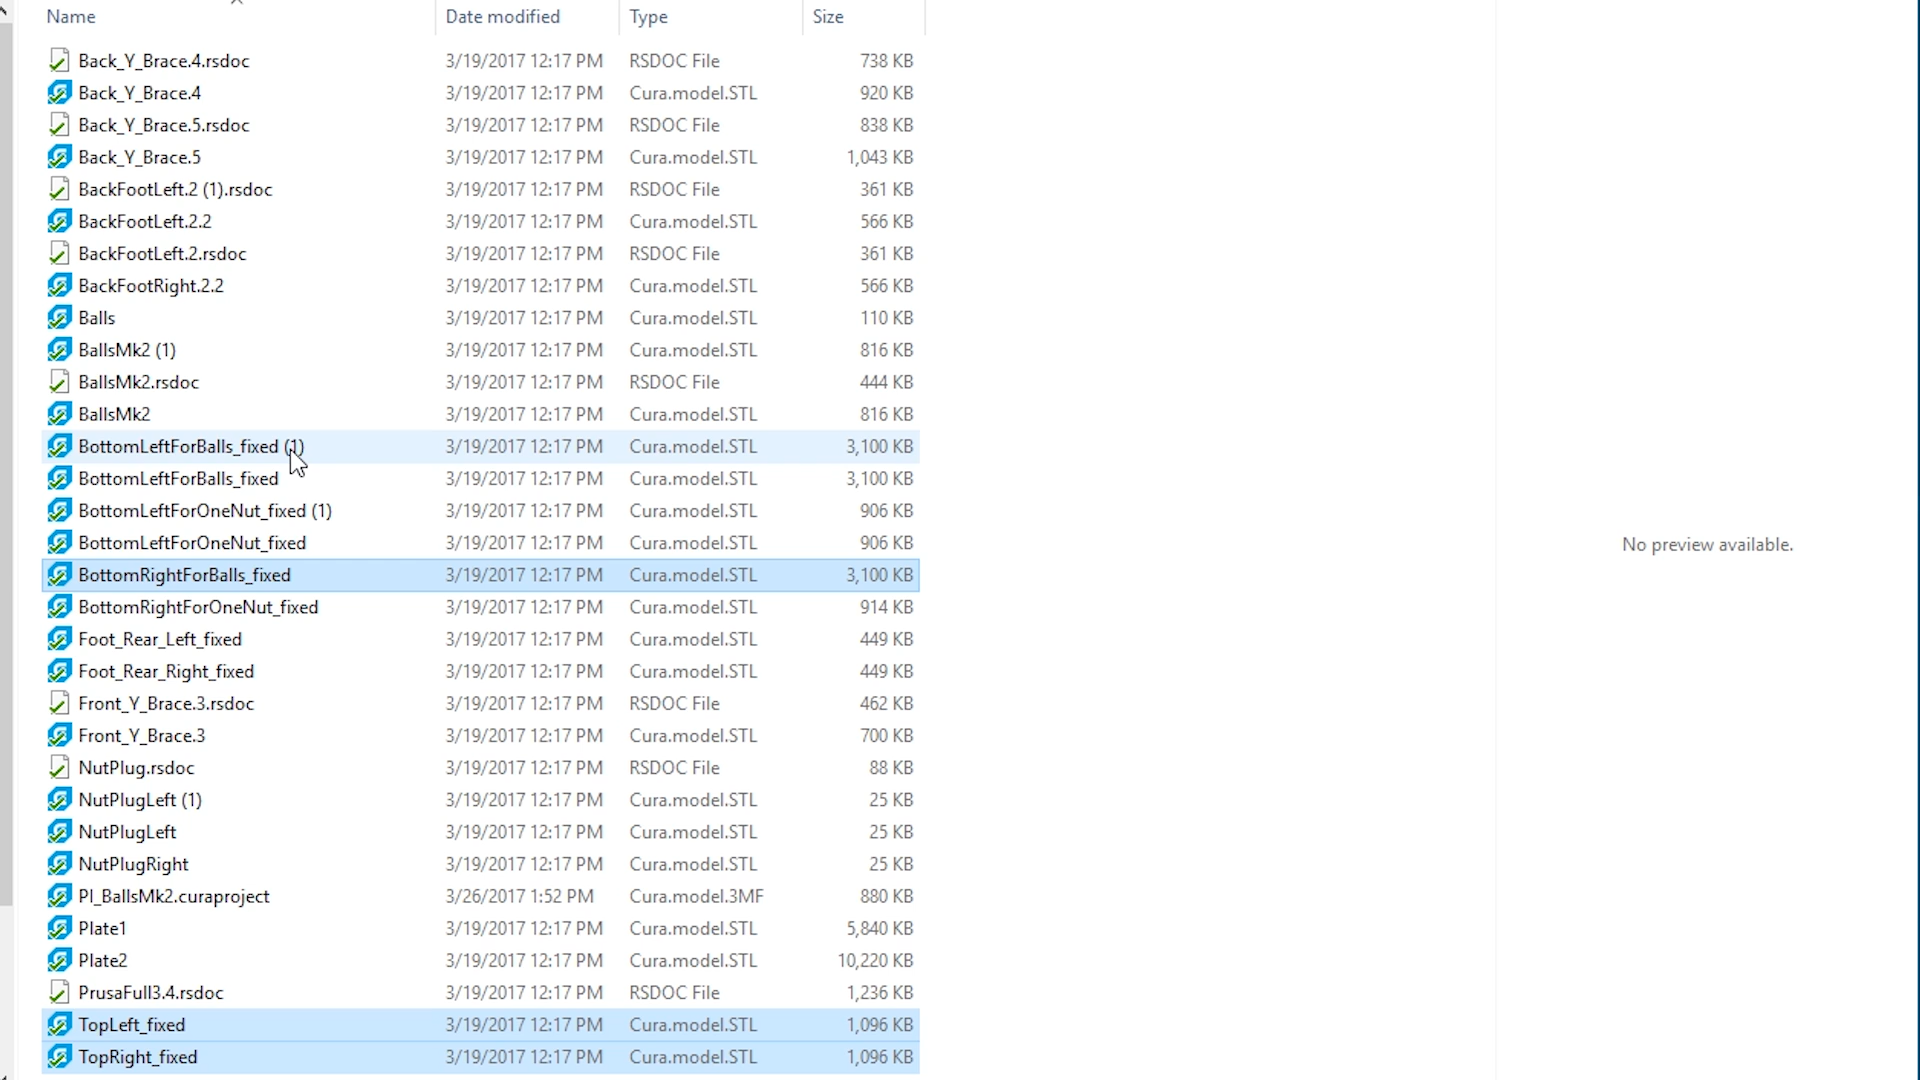 Name Date modified Type Size
Back_Y_Brace.4.rsdoc 3/19/2017 12:17 PM RSDOC File 738 KB
Back_Y_Brace.4 3/19/2017 12:17 PM Cura.model.STL 920 KB
Back_Y_Brace.5.rsdoc 3/19/2017 12:17 PM RSDOC File 838 KB
Back_Y_Brace.5 3/19/2017 12:17 PM Cura.model.STL 1,043 KB
BackFootLeft.2 (1).rsdoc 3/19/2017 12:17 PM RSDOC File 361 KB
BackFootLeft.2.2 3/19/2017 12:17 PM Cura.model.STL 566 KB
BackFootLeft.2.rsdoc 3/19/2017 12:17 PM RSDOC File 361 KB
BackFootRight.2.2 3/19/2017 12:17 PM Cura.model.STL 566 KB
Balls 3/19/2017 12:17 PM Cura.model.STL 110 KB
BallsMk2 (1) 3/19/2017 12:17 PM Cura.model.STL 816 KB
BallsMk2.rsdoc 3/19/2017 12:17 PM RSDOC File 444 KB
BallsMk2 3/19/2017 12:17 PM Cura.model.STL 816 KB
BottomLeftForBalls_fixed (1) 3/19/2017 12:17 PM Cura.model.STL 3,100 KB
BottomLeftForBalls_fixed 3/19/2017 12:17 PM Cura.model.STL 3,100 KB
BottomLeftForOneNut_fixed (1) 3/19/2017 12:17 PM Cura.model.STL 906 KB
BottomLeftForOneNut_fixed 3/19/2017 12:17 PM Cura.model.STL 906 KB
BottomRightForBalls_fixed 3/19/2017 12:17 PM Cura.model.STL 3,100 KB
BottomRightForOneNut_fixed 3/19/2017 12:17 PM Cura.model.STL 914 KB
Foot_Rear_Left_fixed 3/19/2017 12:17 PM Cura.model.STL 449 KB
Foot_Rear_Right_fixed 3/19/2017 12:17 PM Cura.model.STL 449 KB
Front_Y_Brace.3.rsdoc 3/19/2017 12:17 PM RSDOC File 462 KB
Front_Y_Brace.3 3/19/2017 12:17 PM Cura.model.STL 700 KB
NutPlug.rsdoc 3/19/2017 12:17 PM RSDOC File 88 KB
NutPlugLeft (1) 3/19/2017 12:17 PM Cura.model.STL 25 KB
NutPlugLeft 3/19/2017 12:17 PM Cura.model.STL 25 KB
NutPlugRight 3/19/2017 12:17 PM Cura.model.STL 25 KB
PI_BallsMk2.curaproject 3/26/2017 1:52 PM Cura.model.3MF 880 KB
Plate1 3/19/2017 12:17 PM Cura.model.STL 5,840 KB
Plate2 3/19/2017 12:17 PM Cura.model.STL 10,220 KB
PrusaFull3.4.rsdoc 3/19/2017 12:17 PM RSDOC File 1,236 KB
TopLeft_fixed 3/19/2017 12:17 PM Cura.model.STL 1,096 KB
TopRight_fixed 3/19/2017 12:17 PM Cura.model.STL 1,096 KB
No preview available.